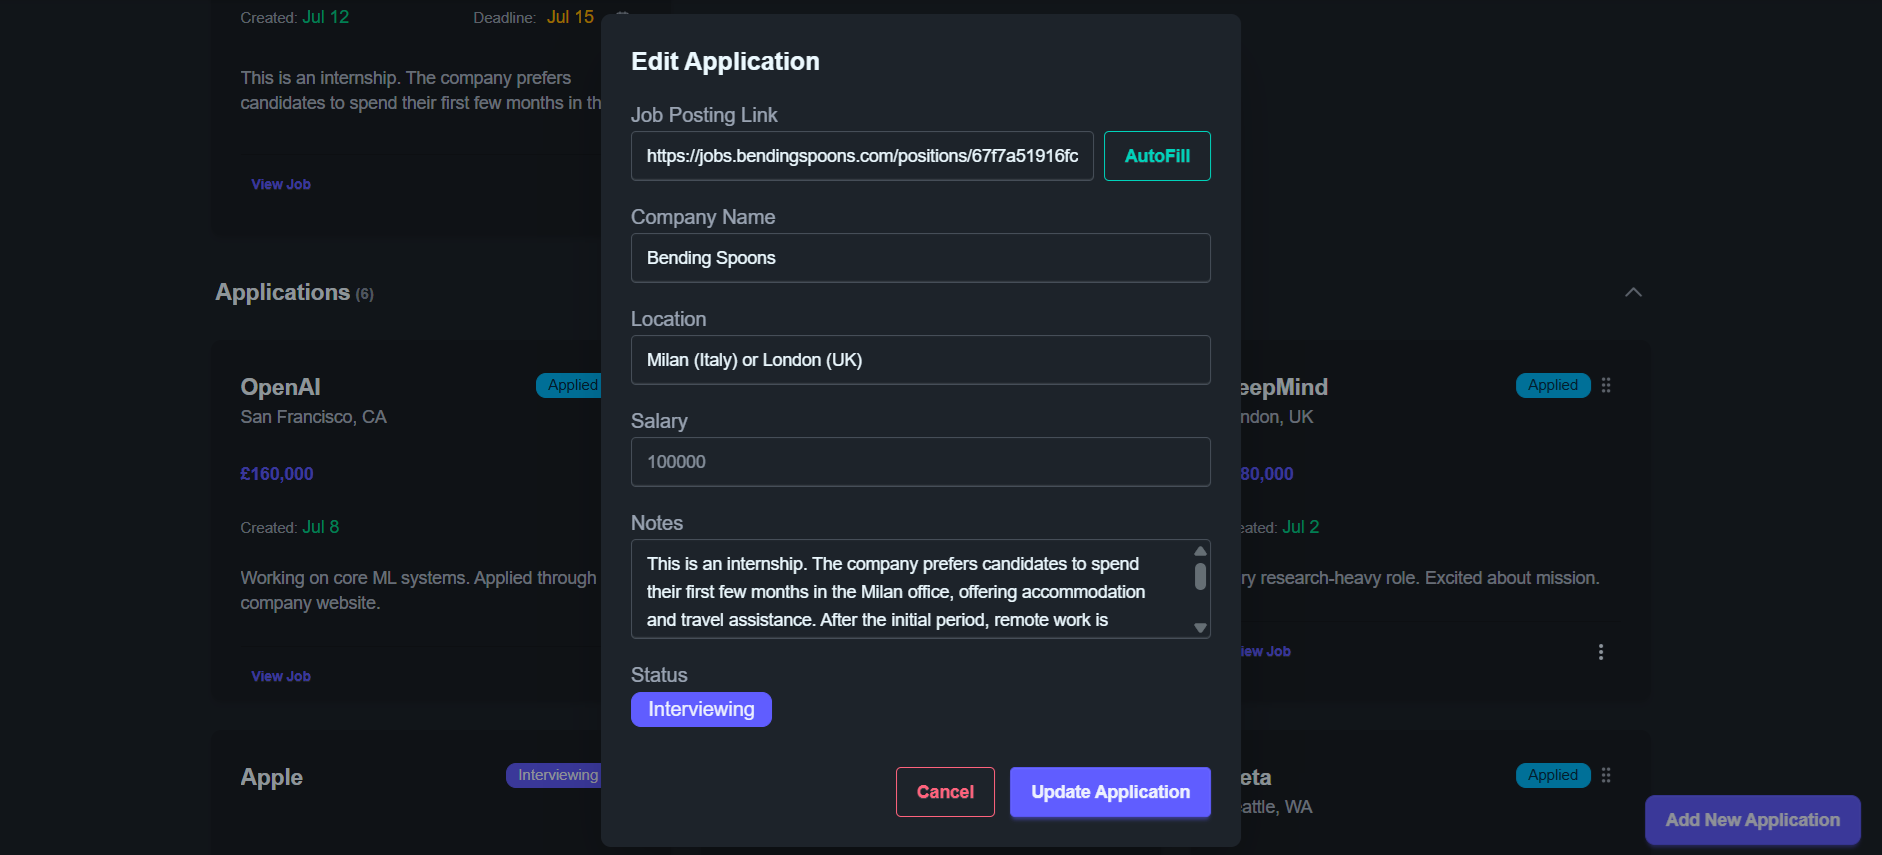 Created: Jul 12
Deadline: Jul 15
This is an internship. The company prefers
candidates to spend their first few months in th
View Job
Applications (6)
OpenAI
Applied
San Francisco, CA
£160,000
Created: Jul 8
Working on core ML systems. Applied through
company website.
View Job
Apple
Interviewing
Edit Application
Job Posting Link
https://jobs.bendingspoons.com/positions/67f7a51916fc
AutoFill
Company Name
Bending Spoons
Location
Milan (Italy) or London (UK)
Salary
100000
Notes
This is an internship. The company prefers candidates to spend
their first few months in the Milan office, offering accommodation
and travel assistance. After the initial period, remote work is
Status
Interviewing
Cancel
Update Application
eepMind
Applied
ndon, UK
80,000
eated: Jul 2
ry research-heavy role. Excited about mission.
iew Job
eta
Applied
attle, WA
Add New Application